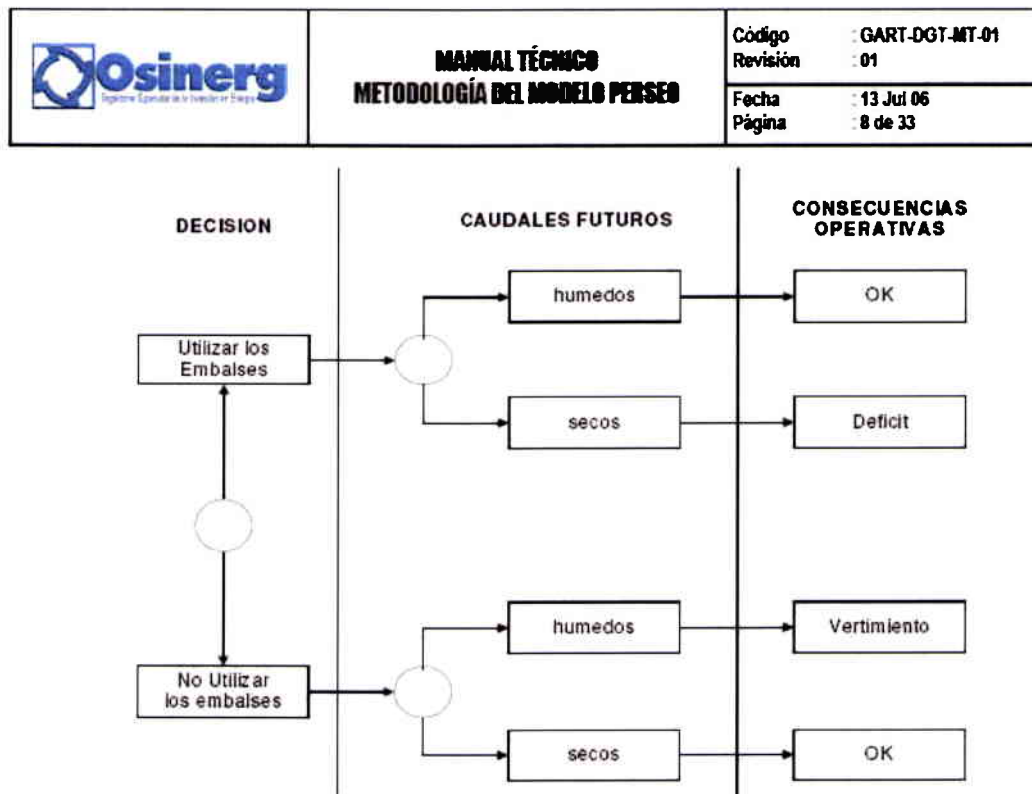 Osinerg
MANUAL TÉCNICO
METODOLOGÍA DEL MODELO PERSEO
Código : GART-DGT-MT-01
Revisión : 01
Fecha : 13 Jul 06
Página : 8 de 33
DECISION
CAUDALES FUTUROS
CONSECUENCIAS
OPERATIVAS
humedos
OK
Utilizar los
Embalses
secos
Deficit
humedos
Vertimiento
No Utilizar
los embalses
secos
OK